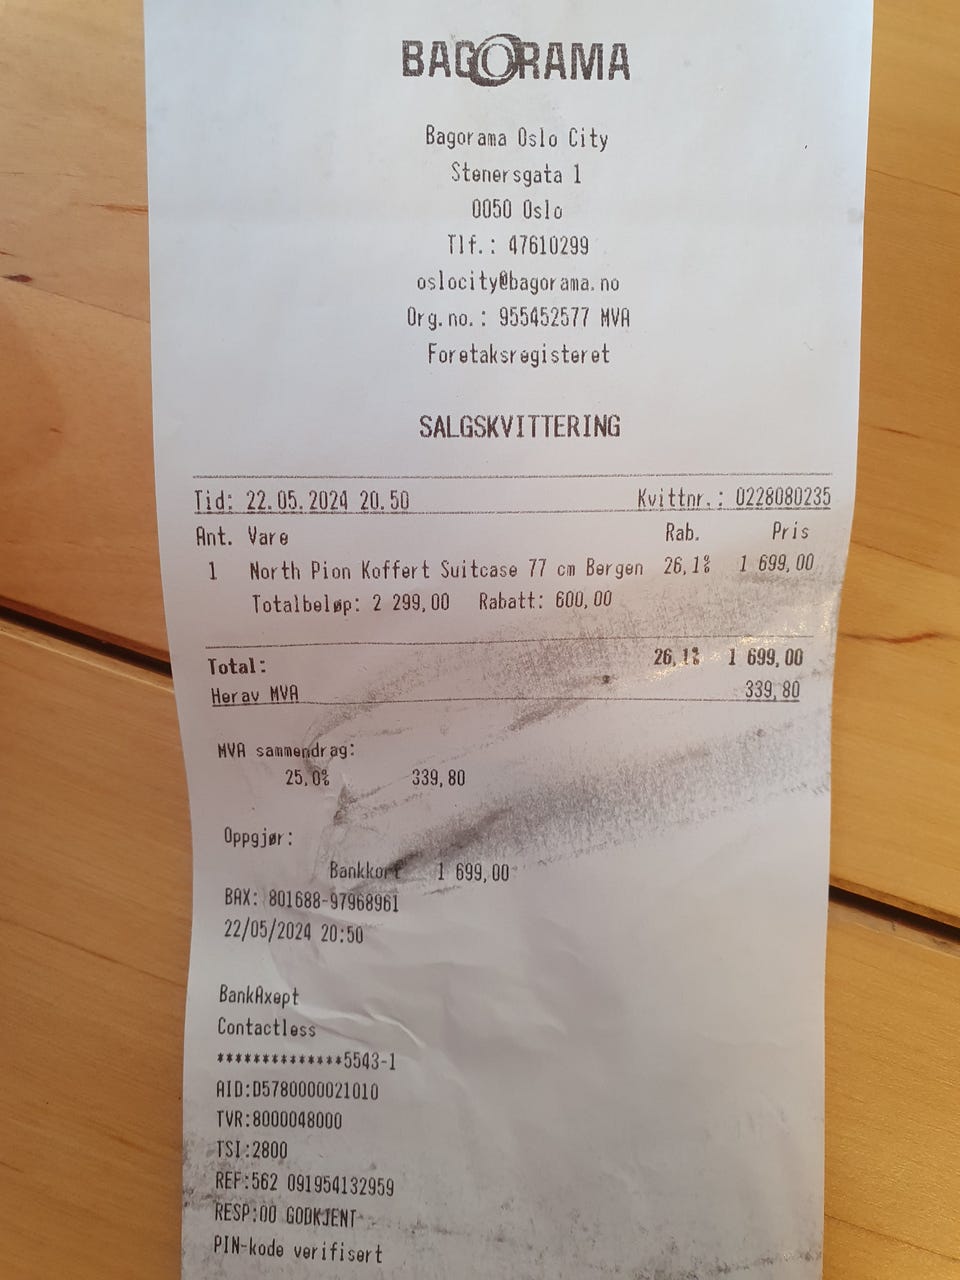 BAGORAMA
Bagorama Oslo City
Stenersgata 1
0050 Oslo
Tlf.: 47610299
oslocity@bagorama.no
Org.no.: 955452577 MVA
Foretaksregisteret
SALGSKVITTERING
Tid: 22.05.2024 20.50 Kvittnr.: 0228080235
Ant. Vare Rab. Pris
1 North Pion Koffert Suitcase 77 cm Bergen 26,1% 1 699,00
Totalbeløp: 2 299,00 Rabatt: 600,00
Total: 26,1% 1 699,00
Herav MVA 339,80
MVA sammendrag:
25,0% 339,80
Oppgjør:
Bankkort 1 699,00
BAX: 801688-97968961
22/05/2024 20:50
BankAxept
Contactless
**************5543-1
AID:D5780000021010
TVR:8000048000
TSI:2800
REF:562 091954132959
RESP:00 GODKJENT
PIN-kode verifisert